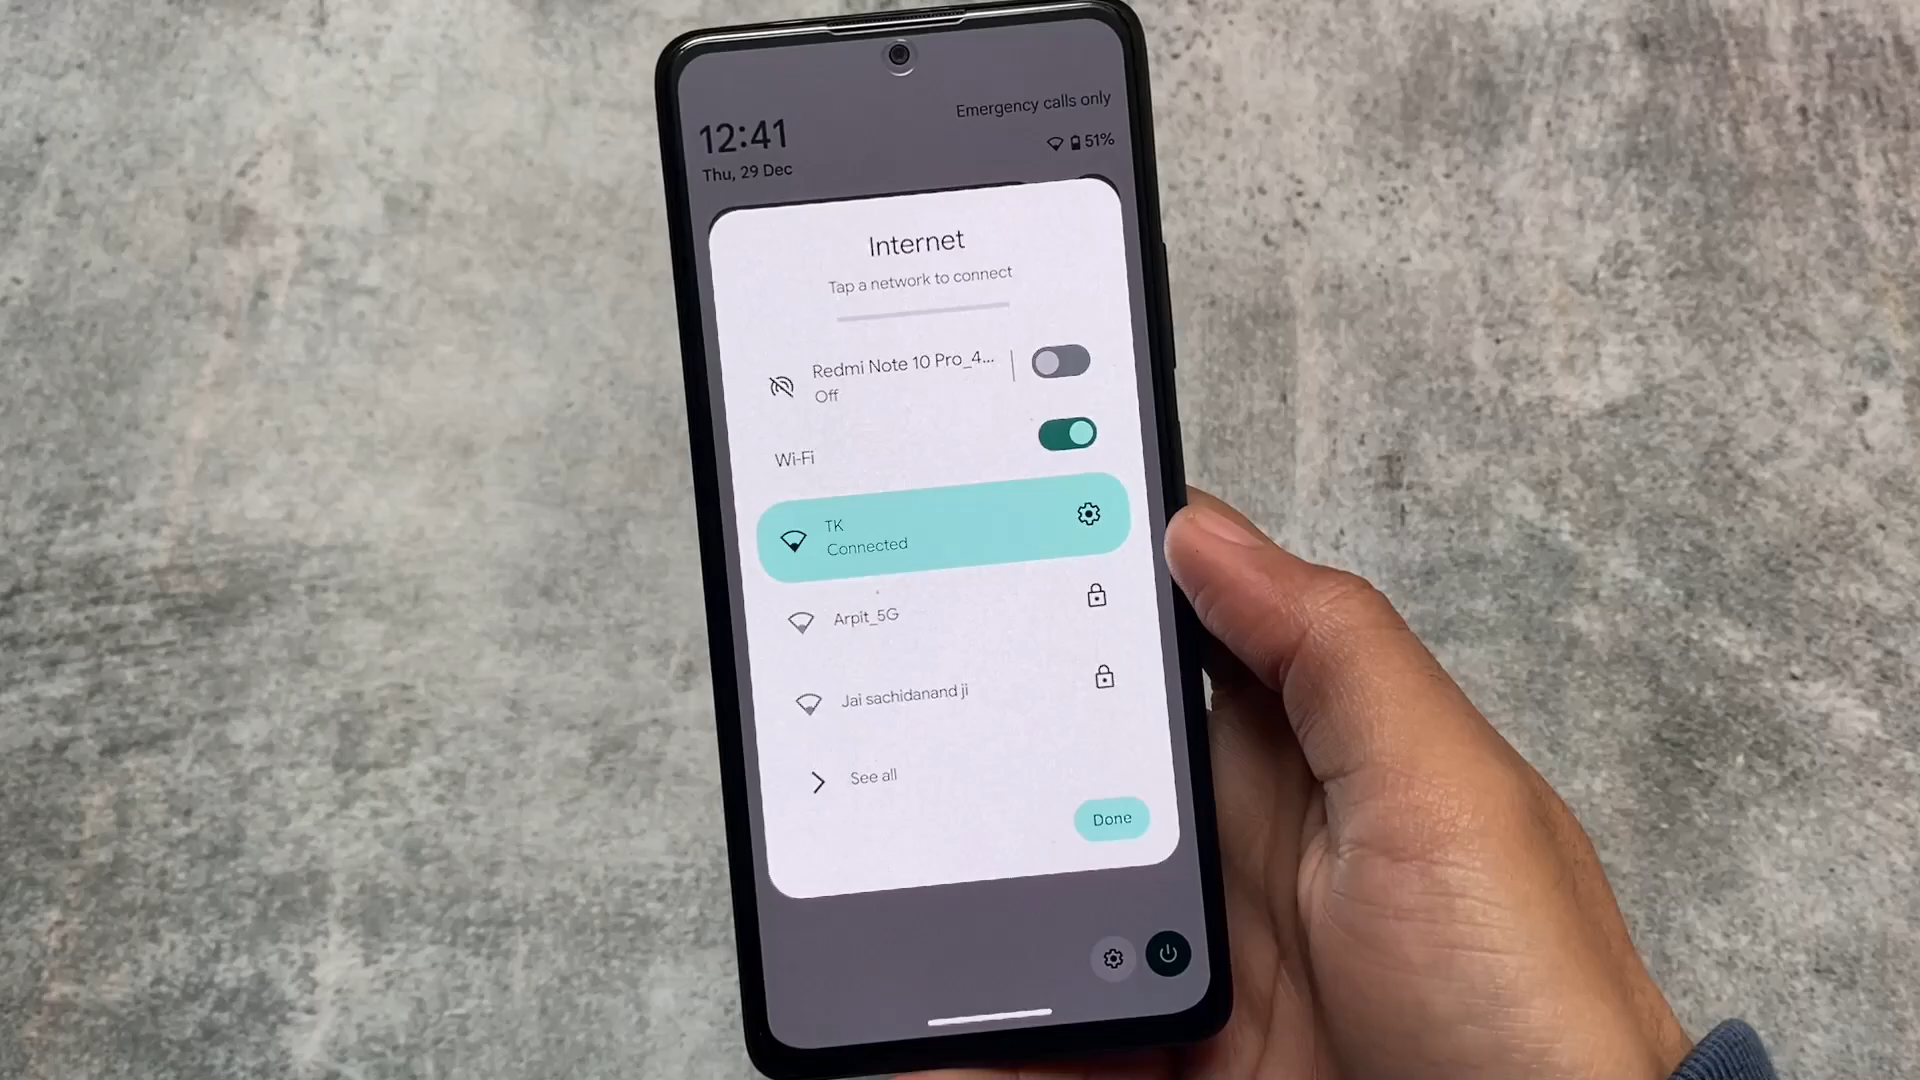 Emergency calls only
12:41
51%
Thu, 29 Dec
Internet
Tap a network to connect
Redmi Note 10 Pro_4...
Off
Wi-Fi
TK
Connected
Arpit_5G
Jai sachidanand ji
See all
Done